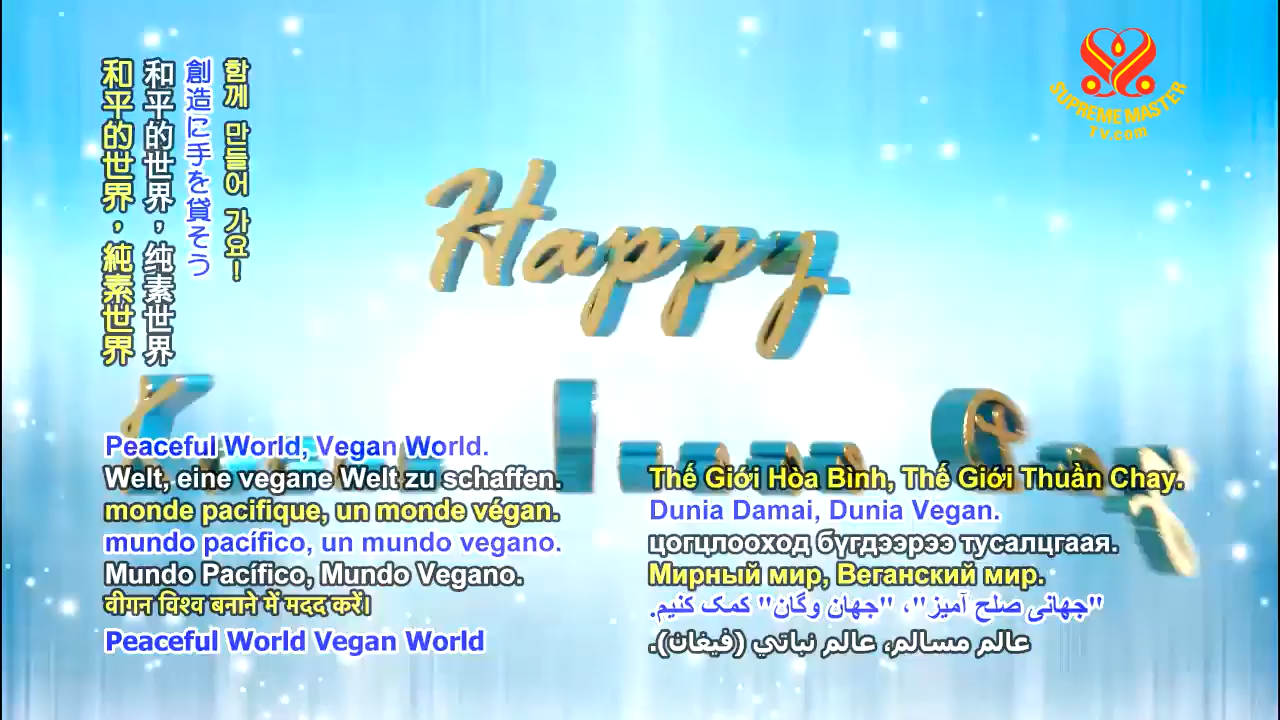 함께 만들어 가요!
創造に手を貸そう
和平的世界，纯素世界
和平的世界，純素世界
SUPREME MASTER
TV.com
Happy
Peaceful World, Vegan World.
Welt, eine vegane Welt zu schaffen.
monde pacifique, un monde végan.
mundo pacífico, un mundo vegano.
Mundo Pacífico, Mundo Vegano.
वीगन विश्व बनाने में मदद करें।
Peaceful World Vegan World
Thế Giới Hòa Bình, Thế Giới Thuần Chay.
Dunia Damai, Dunia Vegan.
цогцлооход бүгдээрээ тусалцгаая.
Мирный мир, Веганский мир.
"جهانی صلح آمیز"، "جهان وگان" کمک کنیم.
عالم مسالم، عالم نباتي (فيغان).